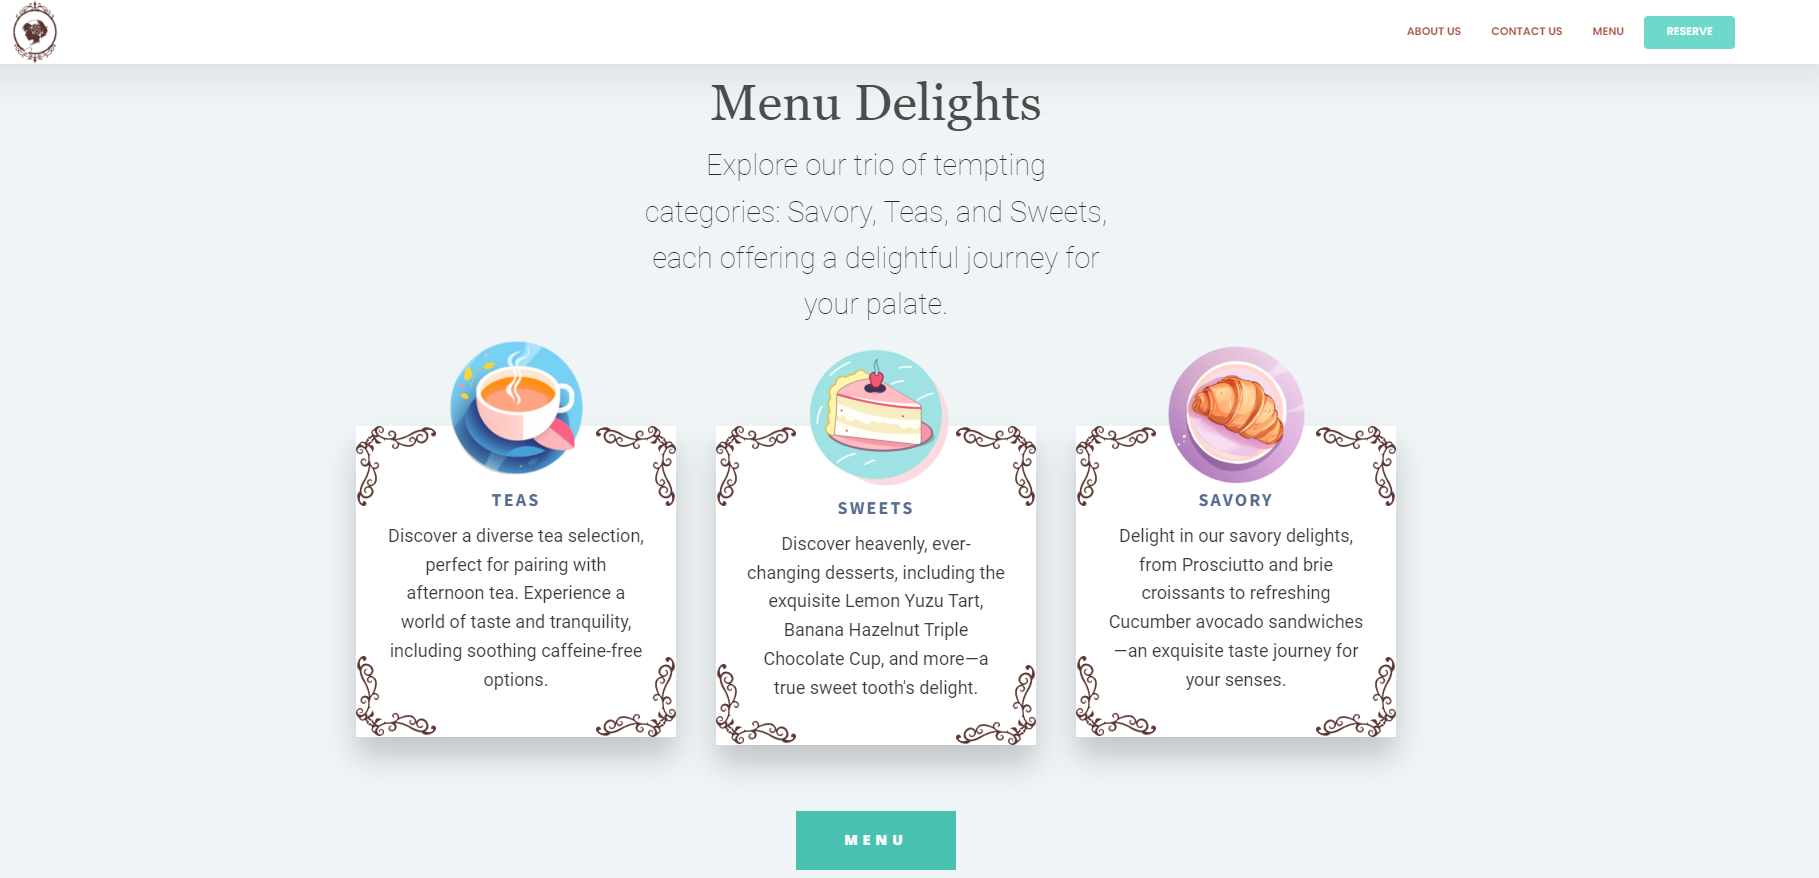 ABOUT US
CONTACT US
MENU
RESERVE
Menu Delights
Explore our trio of tempting
categories: Savory, Teas, and Sweets,
each offering a delightful journey for
your palate.
TEAS
Discover a diverse tea selection,
perfect for pairing with
afternoon tea. Experience a
world of taste and tranquility,
including soothing caffeine-free
options.
SWEETS
Discover heavenly, ever-
changing desserts, including the
exquisite Lemon Yuzu Tart,
Banana Hazelnut Triple
Chocolate Cup, and more—a
true sweet tooth's delight.
SAVORY
Delight in our savory delights,
from Prosciutto and brie
croissants to refreshing
Cucumber avocado sandwiches
—an exquisite taste journey for
your senses.
MENU